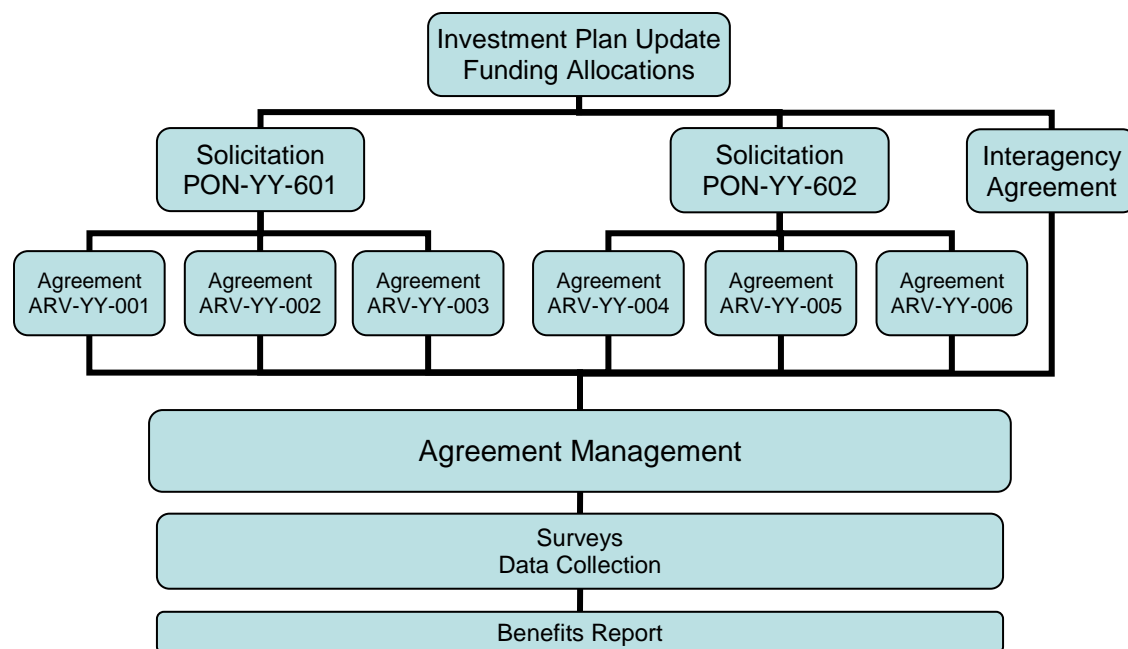 Investment Plan Update
Funding Allocations
Solicitation
PON-YY-601
Solicitation
PON-YY-602
Interagency
Agreement
Agreement
ARV-YY-001
Agreement
ARV-YY-002
Agreement
ARV-YY-003
Agreement
ARV-YY-004
Agreement
ARV-YY-005
Agreement
ARV-YY-006
Agreement Management
Surveys
Data Collection
Benefits Report